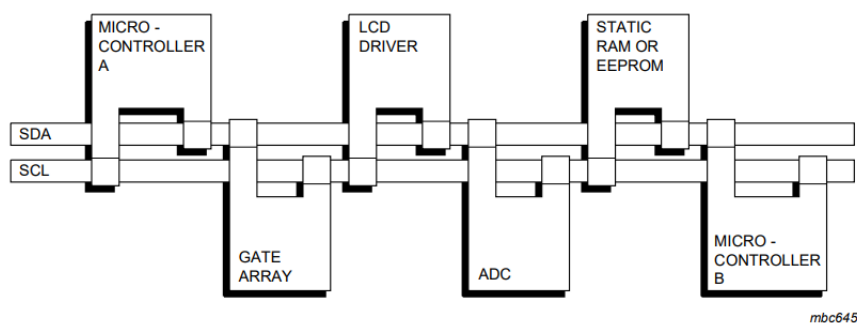 MICRO -
CONTROLLER
A
LCD
DRIVER
STATIC
RAM OR
EEPROM
SDA
SCL
GATE
ARRAY
ADC
MICRO -
CONTROLLER
B
mbc645